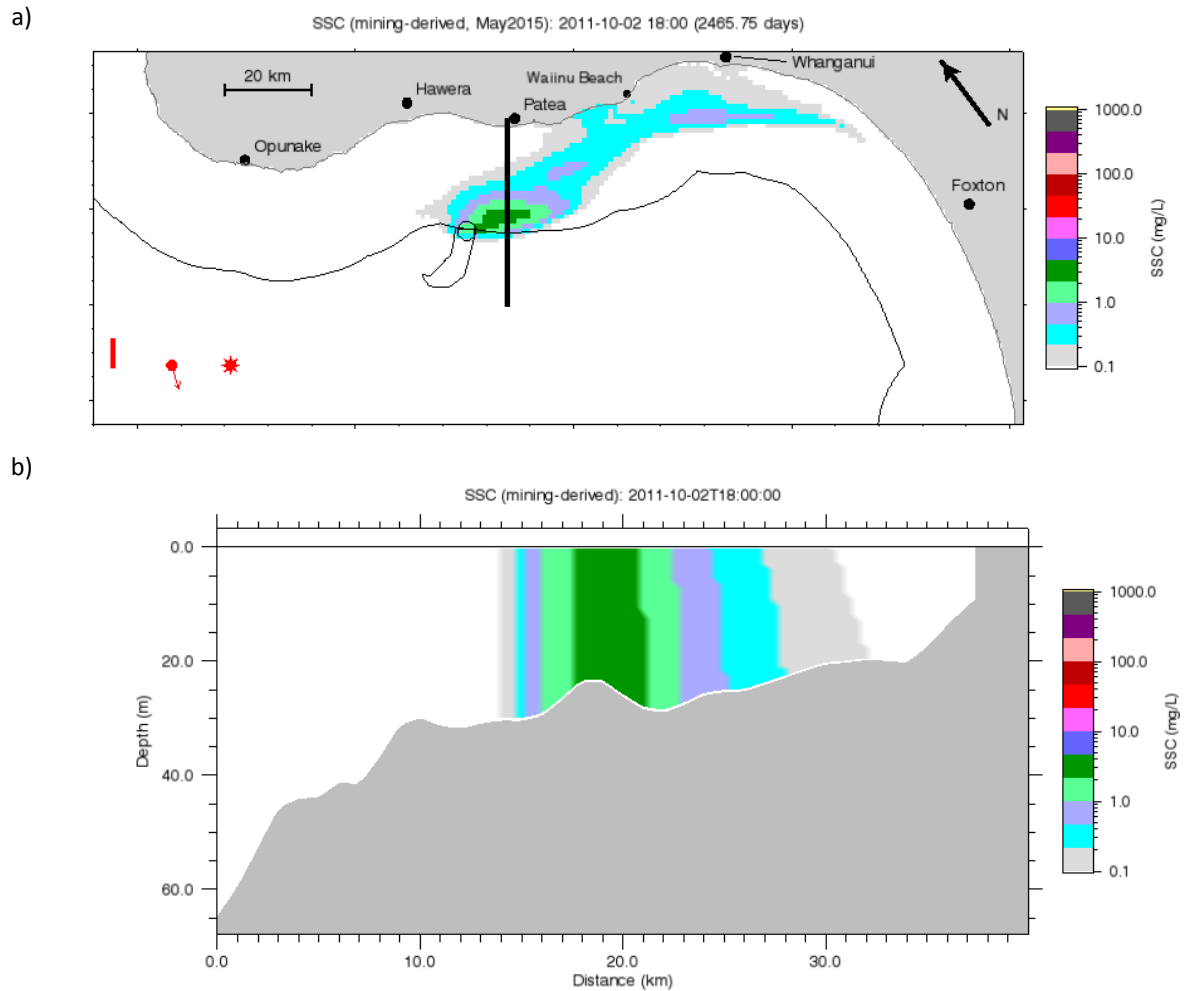 a)
SSC (mining-derived, May2015): 2011-10-02 18:00 (2465.75 days)
Whanganui
20 km
Waiinu Beach
Hawera
Patea
N
Opunake
Foxton
1000.0
100.0
10.0
1.0
0.1
SSC (mg/L)
b)
SSC (mining-derived): 2011-10-02T18:00:00
0.0
20.0
40.0
60.0
Depth (m)
0.0 10.0 20.0 30.0
Distance (km)
1000.0
100.0
10.0
1.0
0.1
SSC (mg/L)